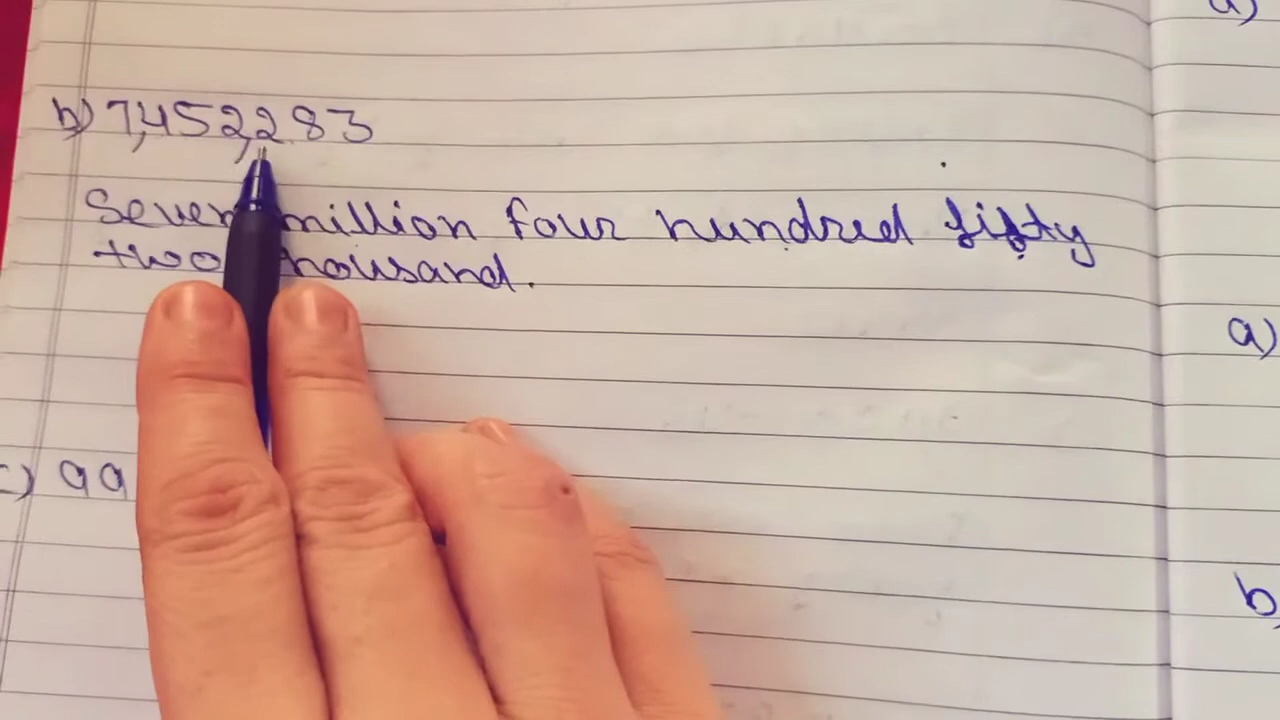 b) 7,452,283
Seven million four hundred fifty
two thousand.
c) 99
a)
b